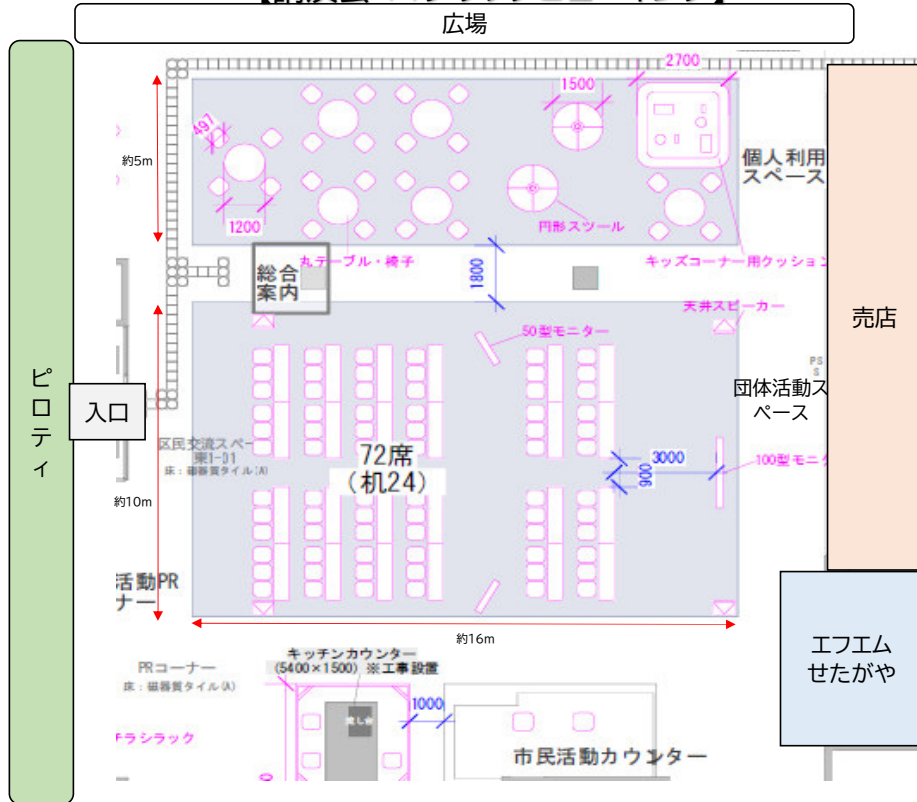 広場
2700
1500
497
約5m
個人利用
スペース
1200
円形スツール
丸テーブル・椅子
キッズコーナー用クッション
総合
案内
1800
天井スピーカー
50型モニター
売店
ピロティ
入口
団体活動ス
ペース
区民交流スペー
東1-01
床：磁器質タイル(A)
72席
(机24)
3000
900
100型モニタ
約10m
活動PR
ナー
約16m
エフエム
せたがや
キッチンカウンター
(5400×1500) ※工事設置
PRコーナー
床：磁器質タイル(A)
1000
流し台
チラシラック
市民活動カウンター